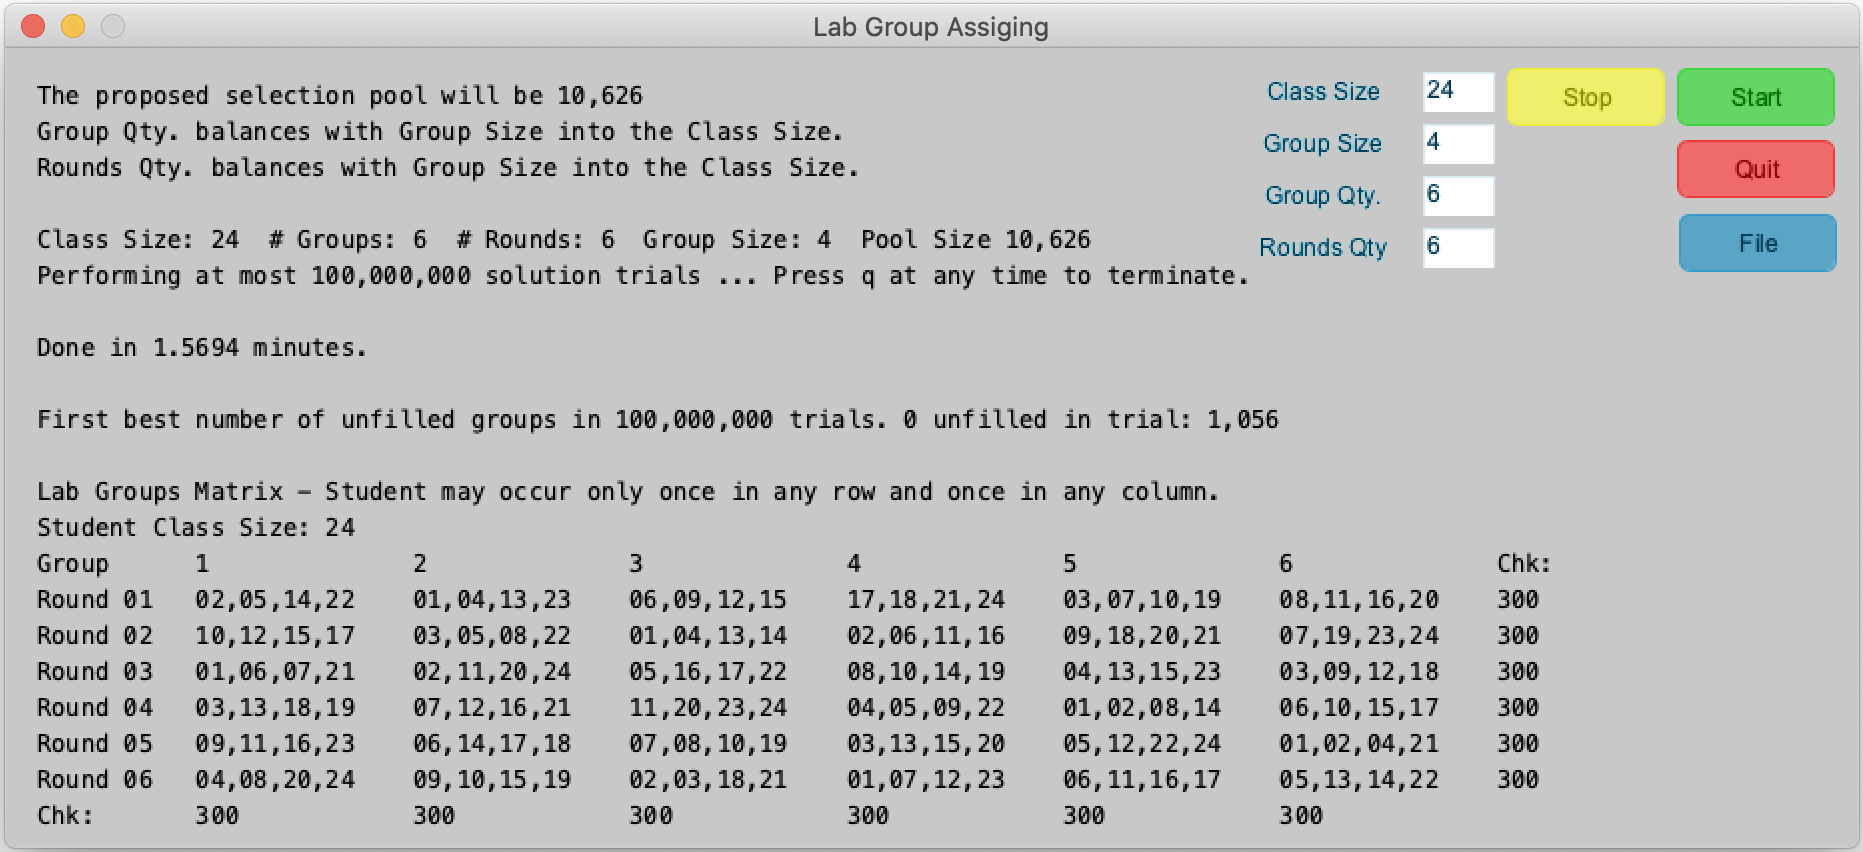 Lab Group Assiging
The proposed selection pool will be 10,626
Group Qty. balances with Group Size into the Class Size.
Rounds Qty. balances with Group Size into the Class Size.
Class Size: 24  # Groups: 6  # Rounds: 6  Group Size: 4  Pool Size 10,626
Performing at most 100,000,000 solution trials ... Press q at any time to terminate.
Done in 1.5694 minutes.
First best number of unfilled groups in 100,000,000 trials. 0 unfilled in trial: 1,056
Class Size 24
Group Size 4
Group Qty. 6
Rounds Qty 6
Stop
Start
Quit
File
Lab Groups Matrix – Student may occur only once in any row and once in any column.
Student Class Size: 24
Group 1 2 3 4 5 6 Chk:
Round 01 02,05,14,22 01,04,13,23 06,09,12,15 17,18,21,24 03,07,10,19 08,11,16,20 300
Round 02 10,12,15,17 03,05,08,22 01,04,13,14 02,06,11,16 09,18,20,21 07,19,23,24 300
Round 03 01,06,07,21 02,11,20,24 05,16,17,22 08,10,14,19 04,13,15,23 03,09,12,18 300
Round 04 03,13,18,19 07,12,16,21 11,20,23,24 04,05,09,22 01,02,08,14 06,10,15,17 300
Round 05 09,11,16,23 06,14,17,18 07,08,10,19 03,13,15,20 05,12,22,24 01,02,04,21 300
Round 06 04,08,20,24 09,10,15,19 02,03,18,21 01,07,12,23 06,11,16,17 05,13,14,22 300
Chk: 300 300 300 300 300 300